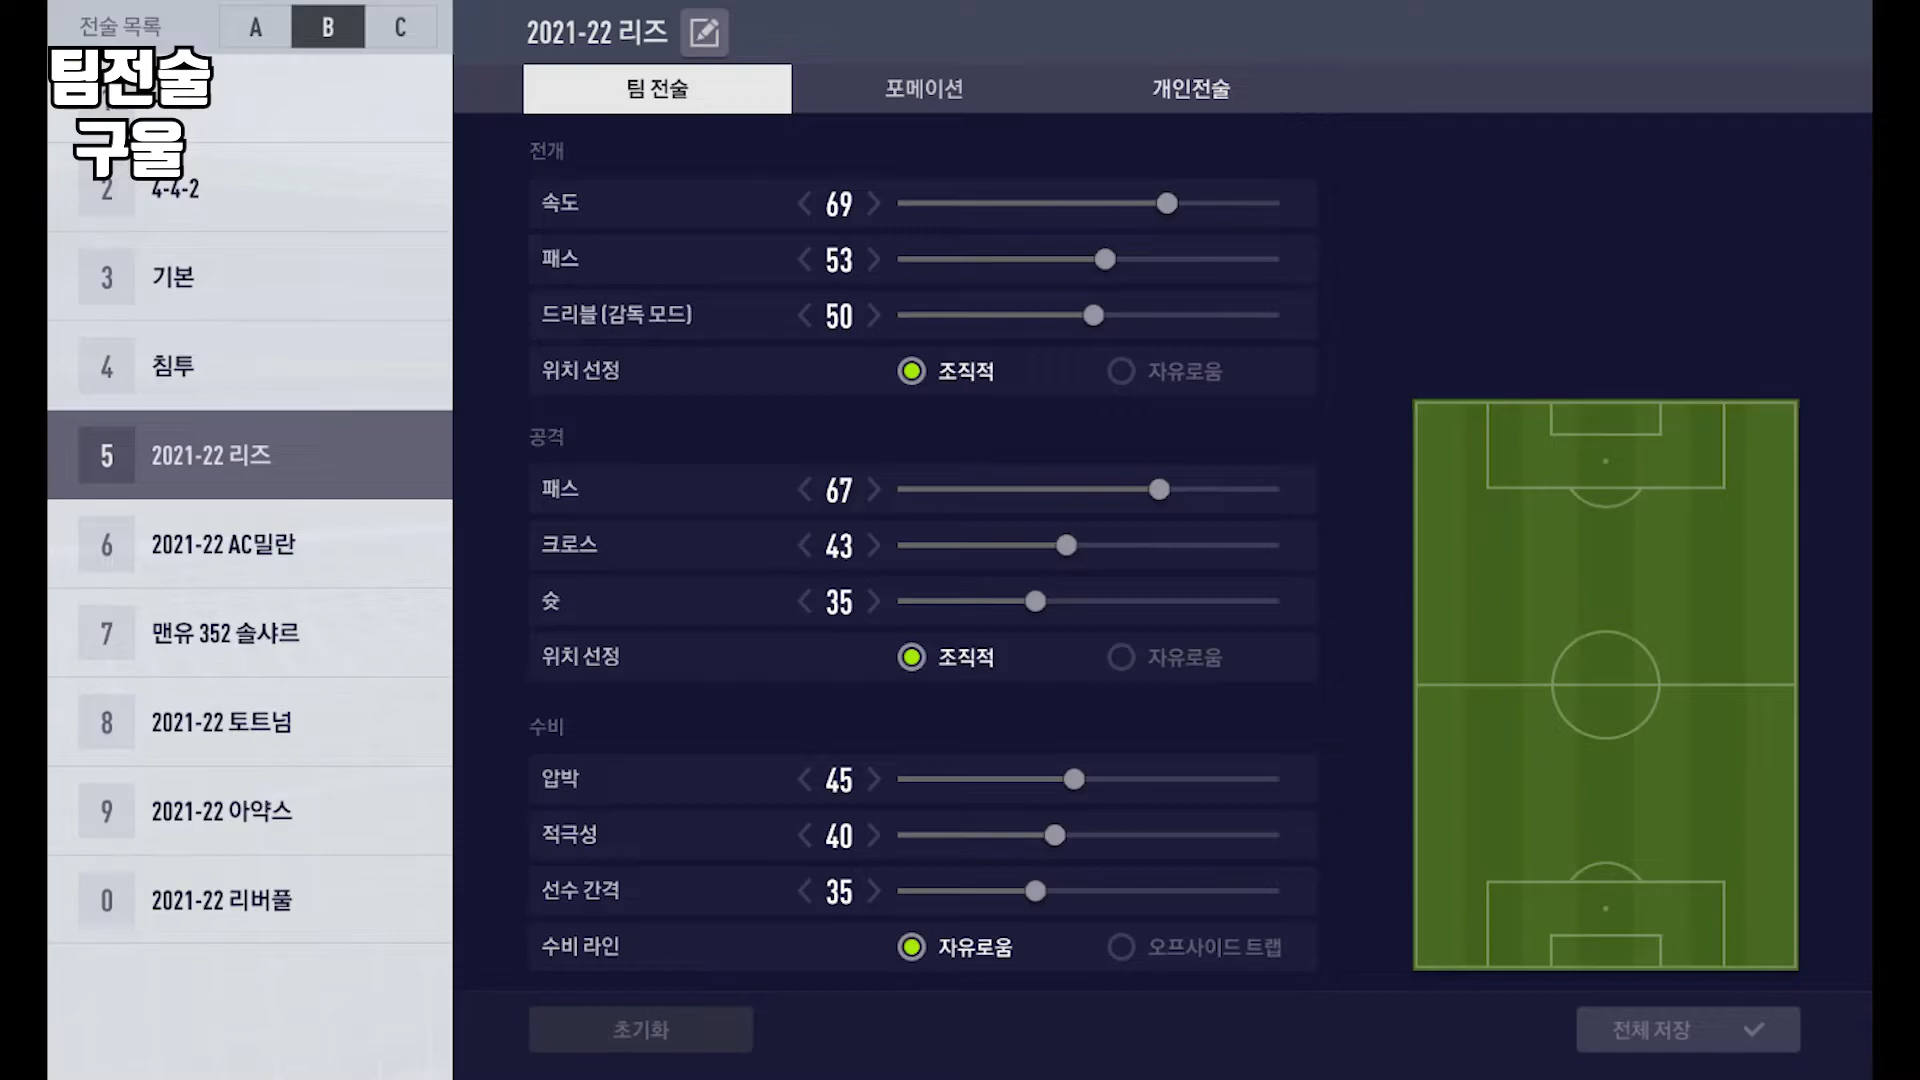 전술 목록
A
B
C
팀전술
구울
2 4-4-2
3 기본
4 침투
5 2021-22 리즈
6 2021-22 AC밀란
7 맨유 352 솔샤르
8 2021-22 토트넘
9 2021-22 아약스
0 2021-22 리버풀
2021-22 리즈
팀 전술
포메이션
개인전술
전개
속도 69
패스 53
드리블 (감독 모드) 50
위치 선정 조직적 자유로움
공격
패스 67
크로스 43
슛 35
위치 선정 조직적 자유로움
수비
압박 45
적극성 40
선수 간격 35
수비 라인 자유로움 오프사이드 트랩
초기화
전체 저장